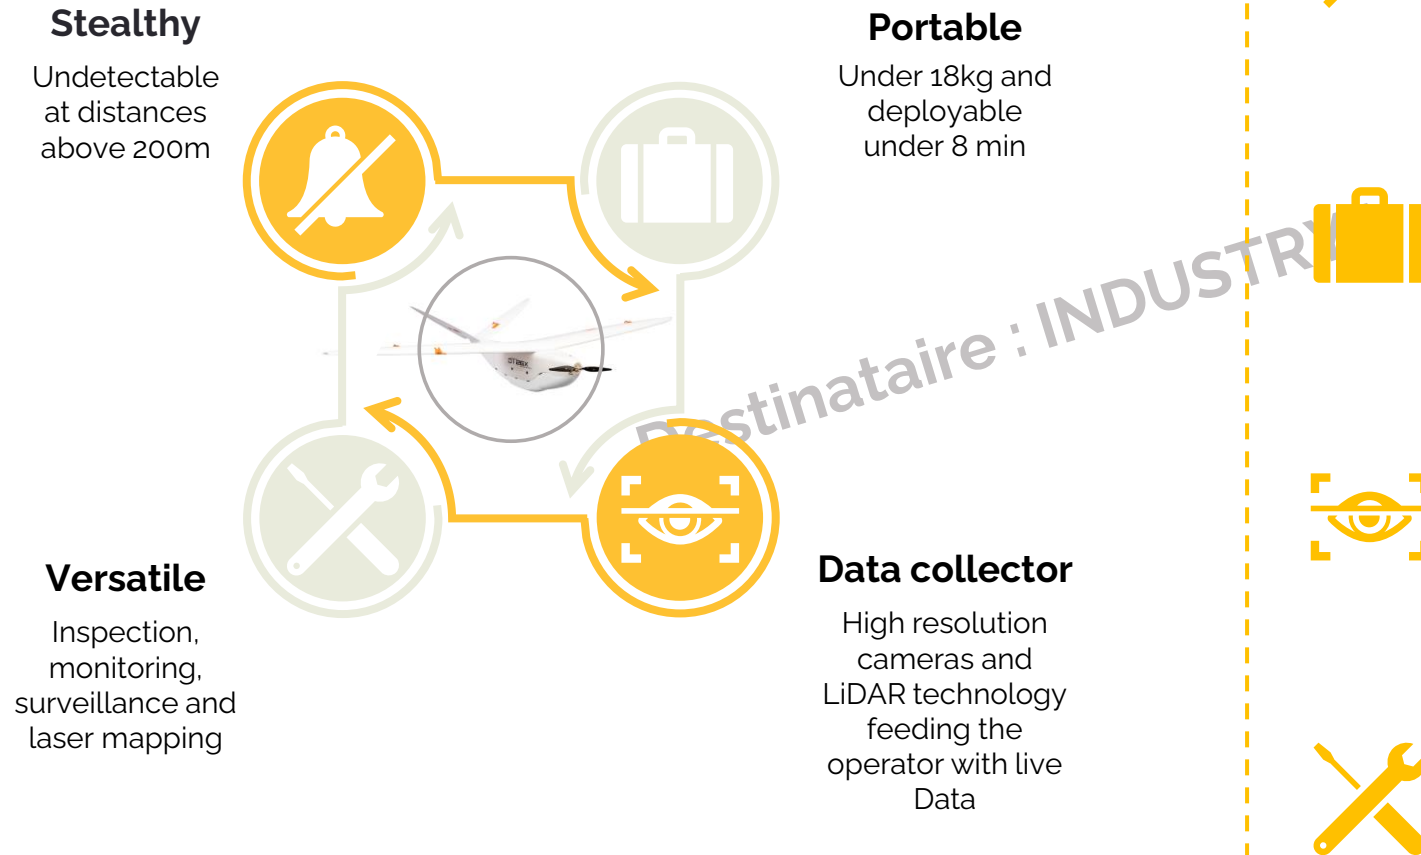 Stealthy
Undetectable
at distances
above 200m
Portable
Under 18kg and
deployable
under 8 min
Destinataire : INDUSTRY
Versatile
Inspection,
monitoring,
surveillance and
laser mapping
Data collector
High resolution
cameras and
LiDAR technology
feeding the
operator with live
Data